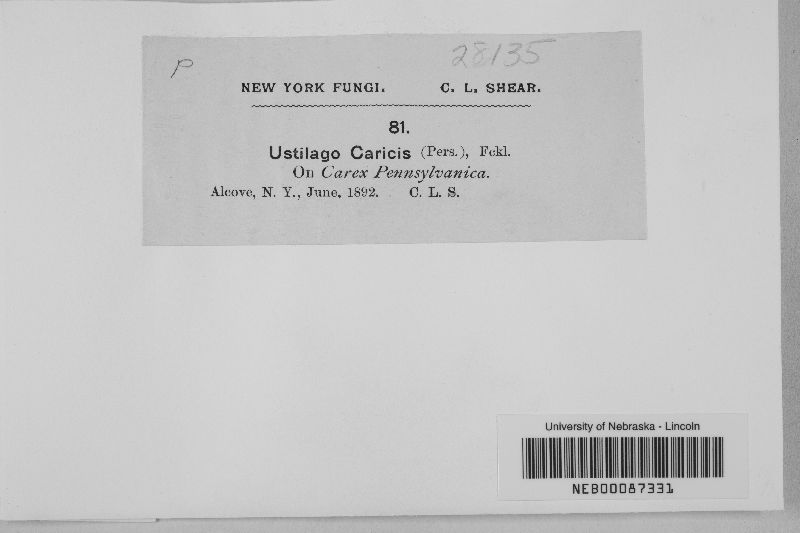 P
28135
NEW YORK FUNGI. C. L. SHEAR.
81.
Ustilago Caricis (Pers.), Fckl.
On Carex Pennsylvanica.
Alcove, N. Y., June, 1892. C. L. S.
University of Nebraska - Lincoln
NEB00087331